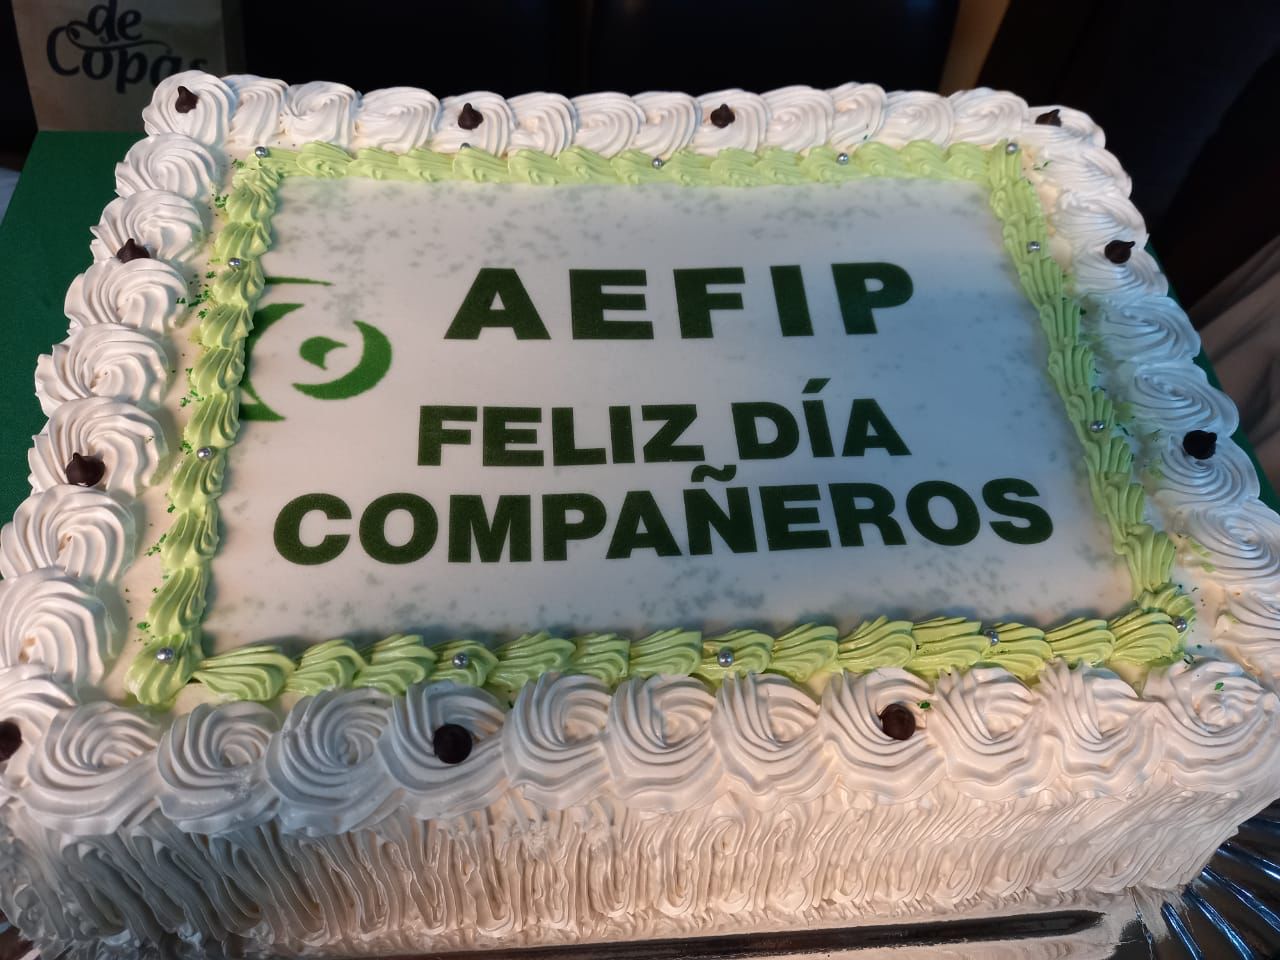 de
Copas
AEFIP
FELIZ DÍA
COMPAÑEROS